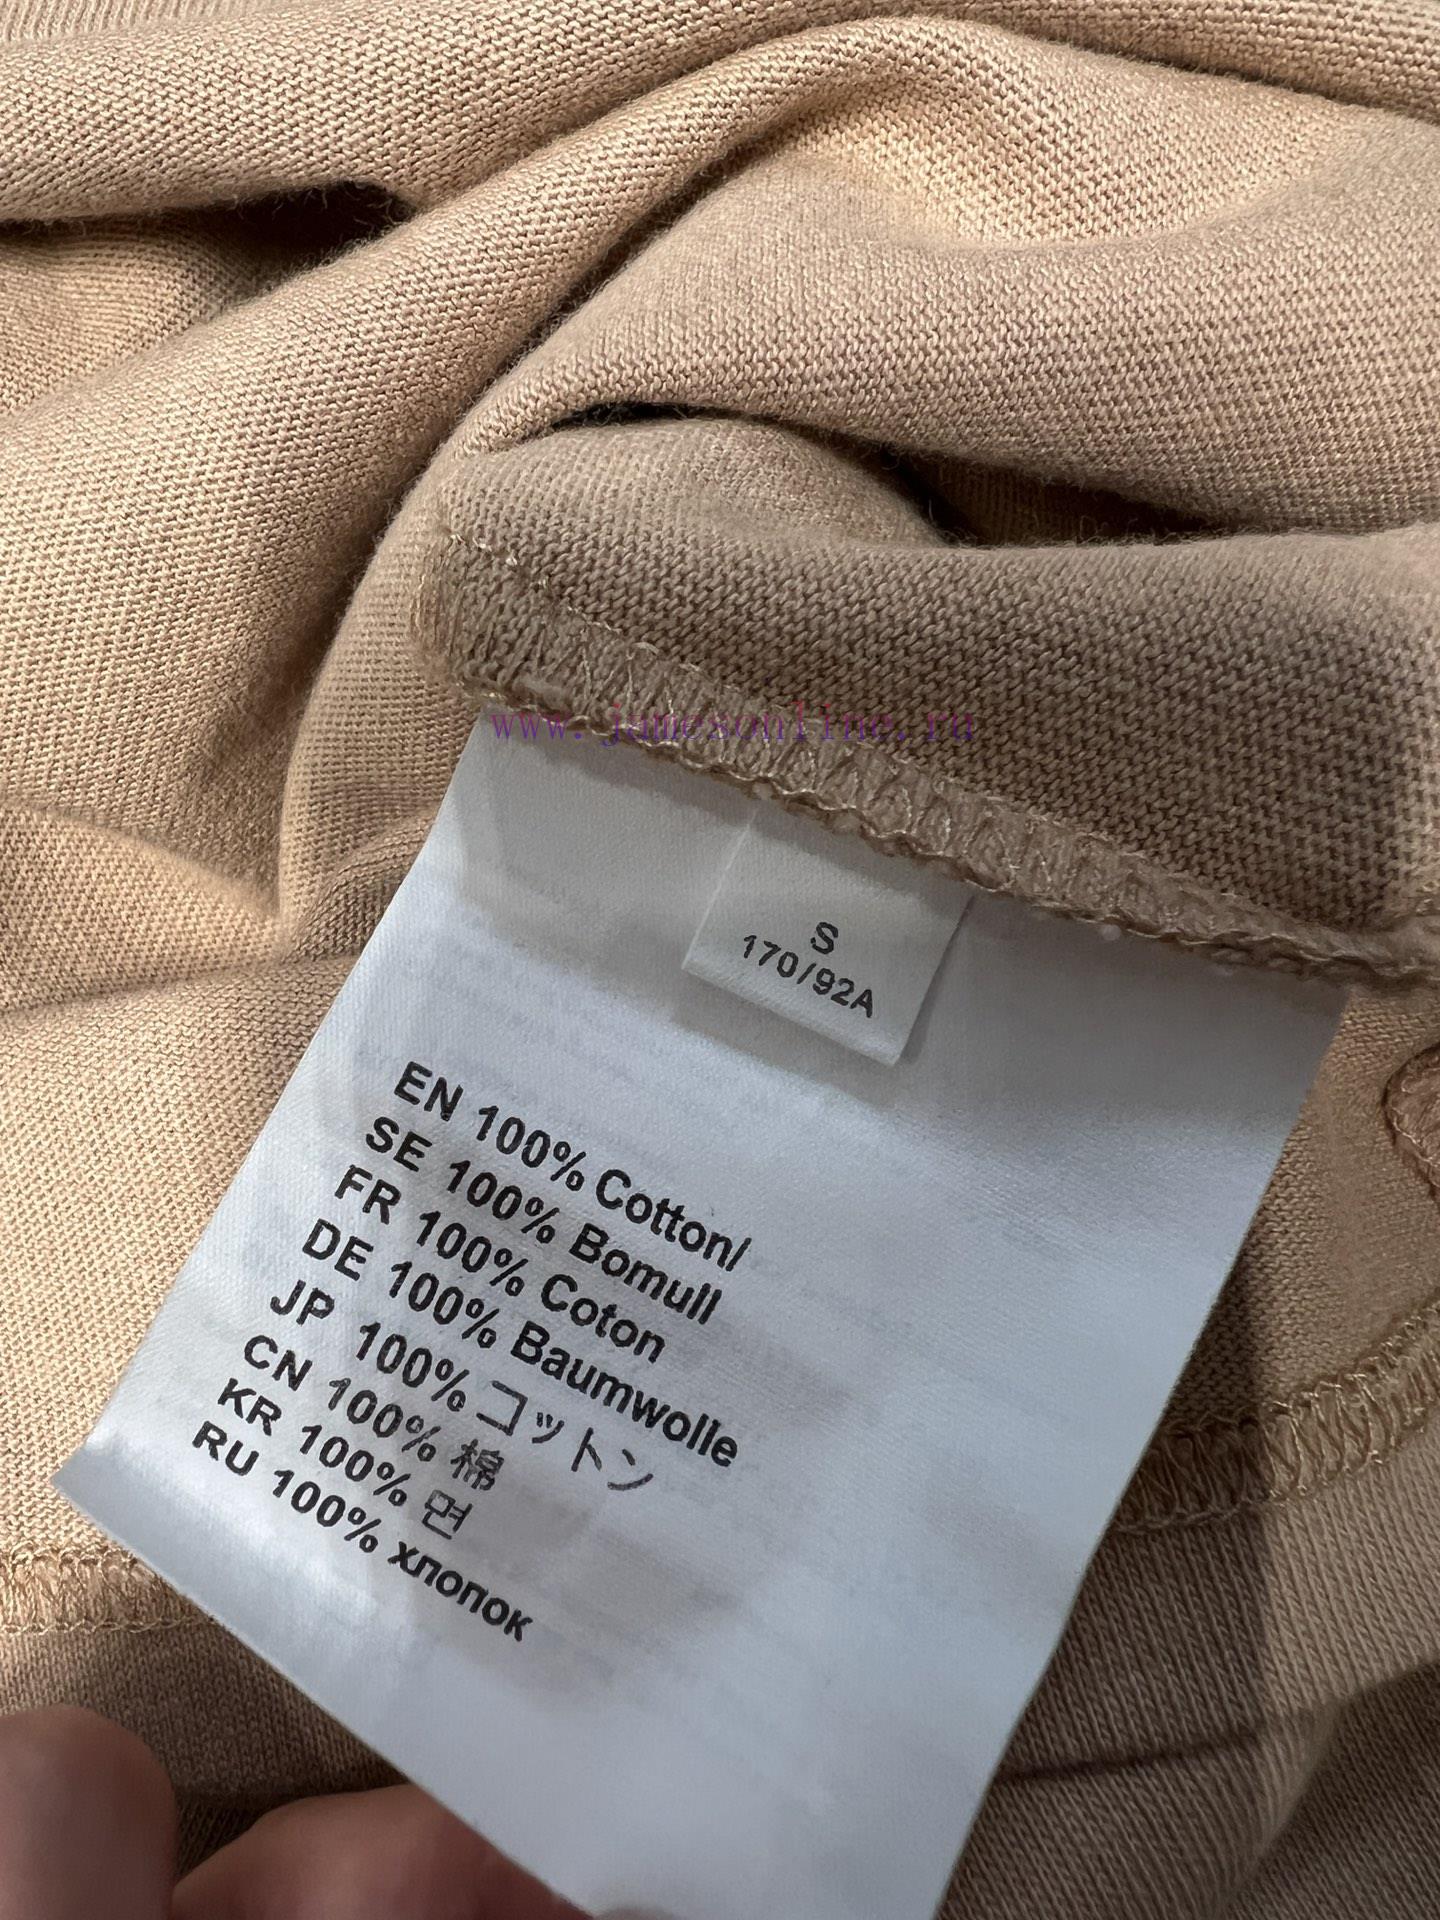 www.jamesonline.ru
S
170/92A
EN 100% Cotton/
SE 100% Bomull
FR 100% Coton
DE 100% Baumwolle
JP 100% コットン
CN 100% 棉
KR 100% 면
RU 100% хлопок